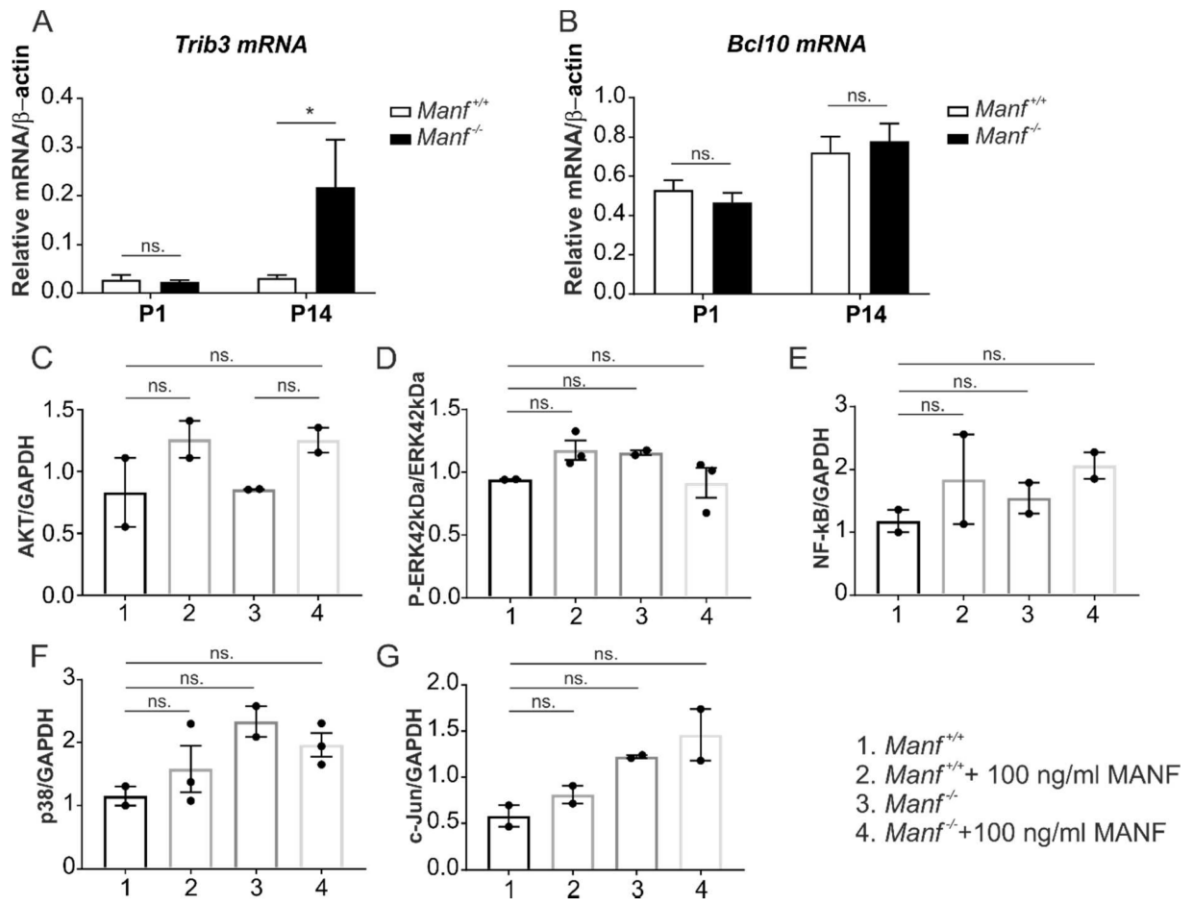 A
Trib3 mRNA
Relative mRNA/β–actin
0.4
0.3
0.2
0.1
0.0
ns.
*
P1
P14
Manf+/+
Manf-/-
B
Bcl10 mRNA
Relative mRNA/β–actin
1.0
0.8
0.6
0.4
0.2
0.0
ns.
ns.
P1
P14
Manf+/+
Manf-/-
C
AKT/GAPDH
1.5
1.0
0.5
0.0
ns.
ns.
ns.
1 2 3 4
D
P-ERK42kDa/ERK42kDa
1.5
1.0
0.5
0.0
ns.
ns.
ns.
1 2 3 4
E
NF-kB/GAPDH
3
2
1
0
ns.
ns.
ns.
1 2 3 4
F
p38/GAPDH
3
2
1
0
ns.
ns.
ns.
1 2 3 4
G
c-Jun/GAPDH
2.0
1.5
1.0
0.5
0.0
ns.
ns.
ns.
1 2 3 4
1. Manf+/+
2. Manf+/+ + 100 ng/ml MANF
3. Manf-/-
4. Manf-/- +100 ng/ml MANF